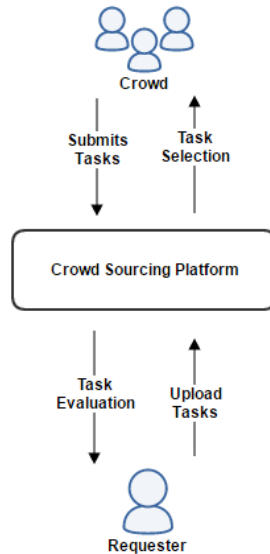 Crowd
Submits
Tasks
Task
Selection
Crowd Sourcing Platform
Task
Evaluation
Upload
Tasks
Requester